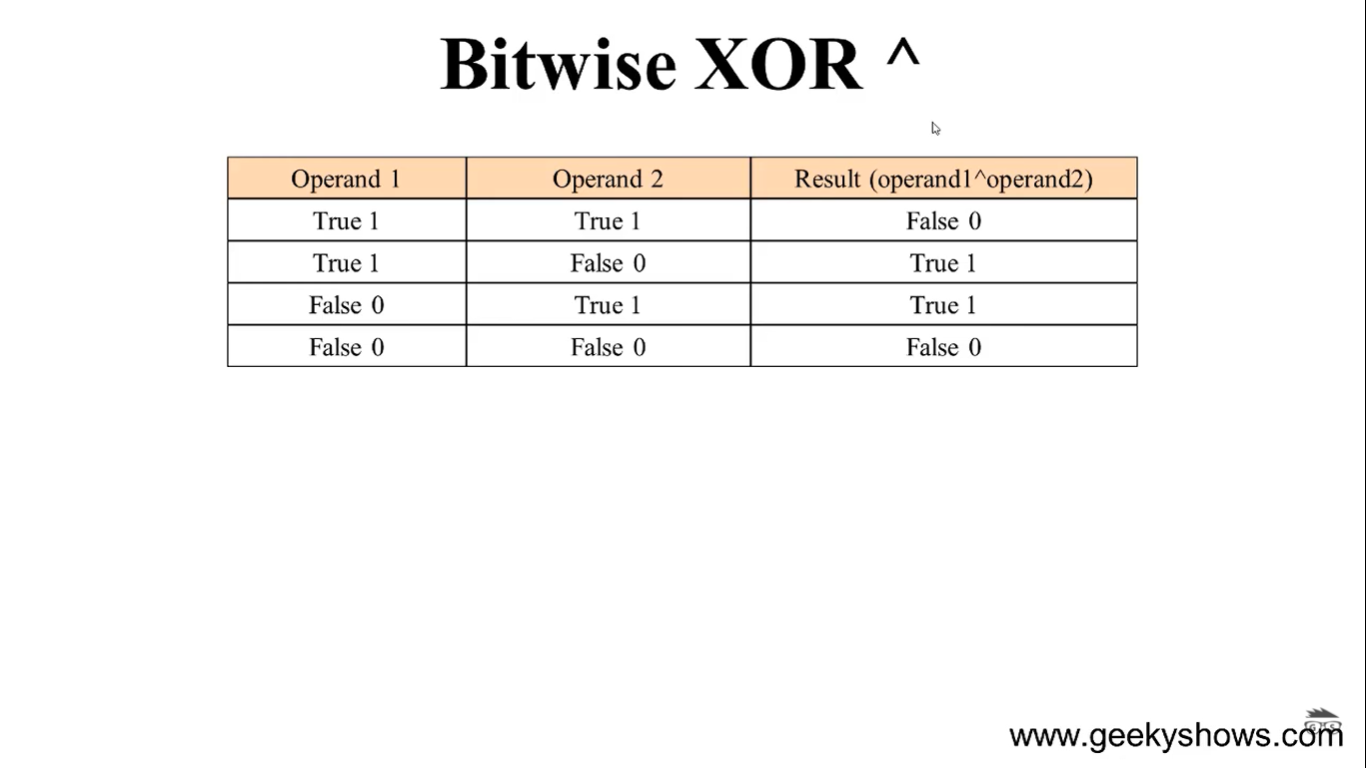 Bitwise XOR ^
Operand 1 Operand 2 Result (operand1^operand2)
True 1 True 1 False 0
True 1 False 0 True 1
False 0 True 1 True 1
False 0 False 0 False 0
www.geekyshows.com